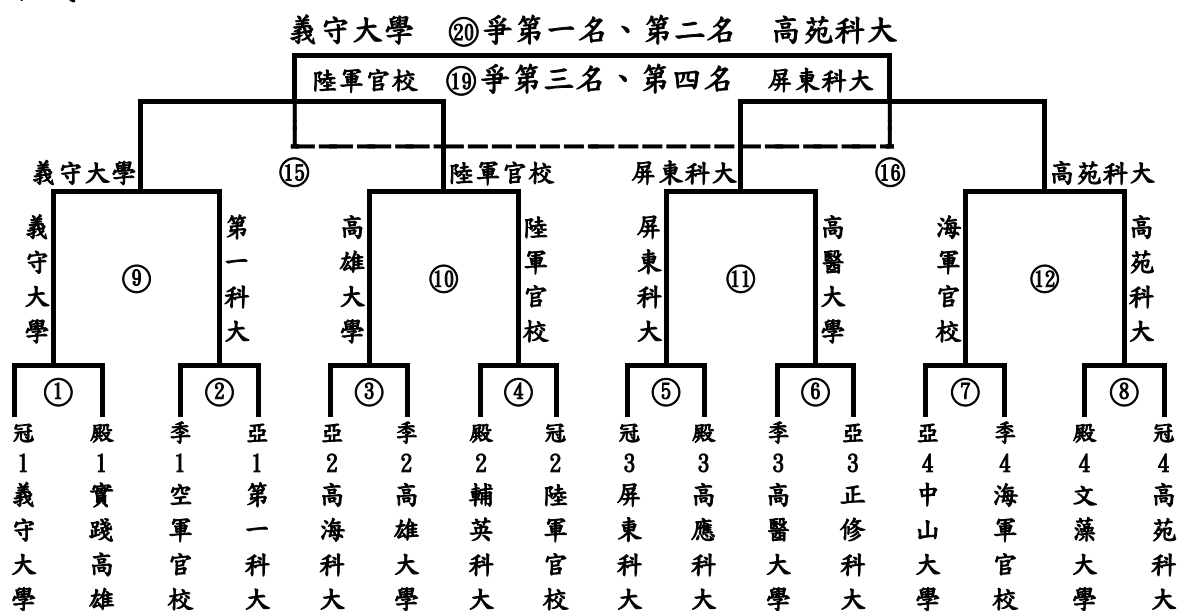 義守大學 ⑳爭第一名、第二名 高苑科大
陸軍官校 ⑲爭第三名、第四名 屏東科大
義守大學 ⑮ 陸軍官校 屏東科大 ⑯ 高苑科大
義守大學
⑨
第一科大
高雄大學
⑩
陸軍官校
屏東科大
⑪
高醫大學
海軍官校
⑫
高苑科大
① ② ③ ④ ⑤ ⑥ ⑦ ⑧
冠1義守大學
殿1實踐高雄
季1空軍官校
亞1第一科大
亞2高海科大
季2高雄大學
殿2輔英科大
冠2陸軍官校
冠3屏東科大
殿3高應科大
季3高醫大學
亞3正修科大
亞4中山大學
季4海軍官校
殿4文藻大學
冠4高苑科大